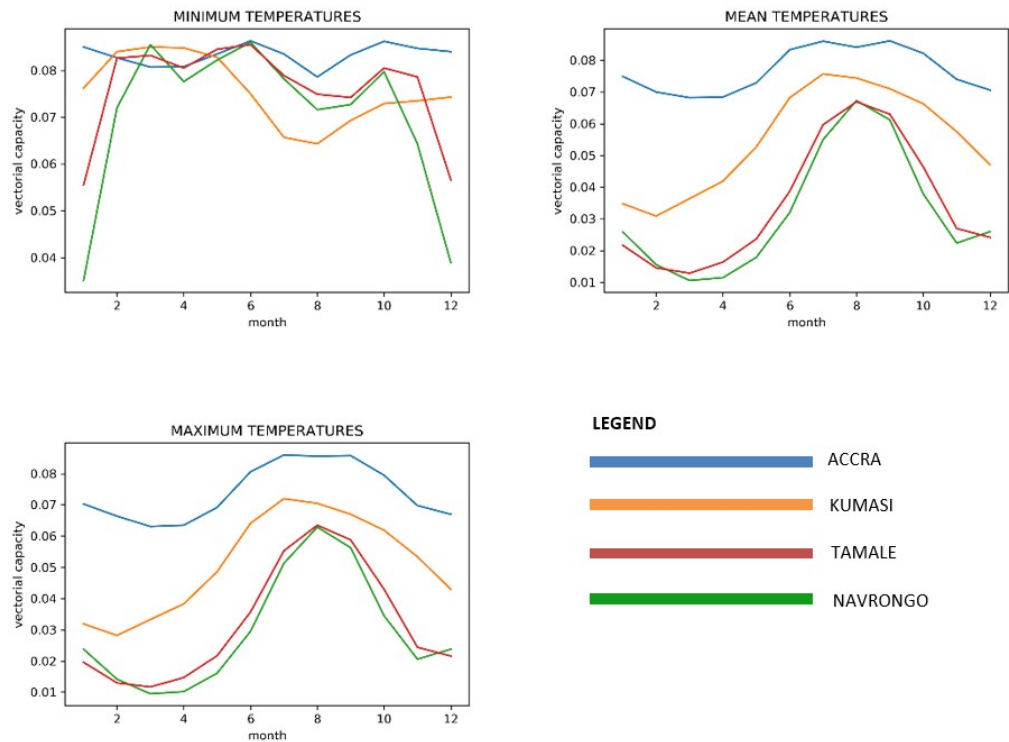 MINIMUM TEMPERATURES
0.08
0.07
0.06
0.05
0.04
vectorial capacity
2 4 6 8 10 12
month
MEAN TEMPERATURES
0.08
0.07
0.06
0.05
0.04
0.03
0.02
0.01
vectorial capacity
2 4 6 8 10 12
month
MAXIMUM TEMPERATURES
0.08
0.07
0.06
0.05
0.04
0.03
0.02
0.01
vectorial capacity
2 4 6 8 10 12
month
LEGEND
ACCRA
KUMASI
TAMALE
NAVRONGO